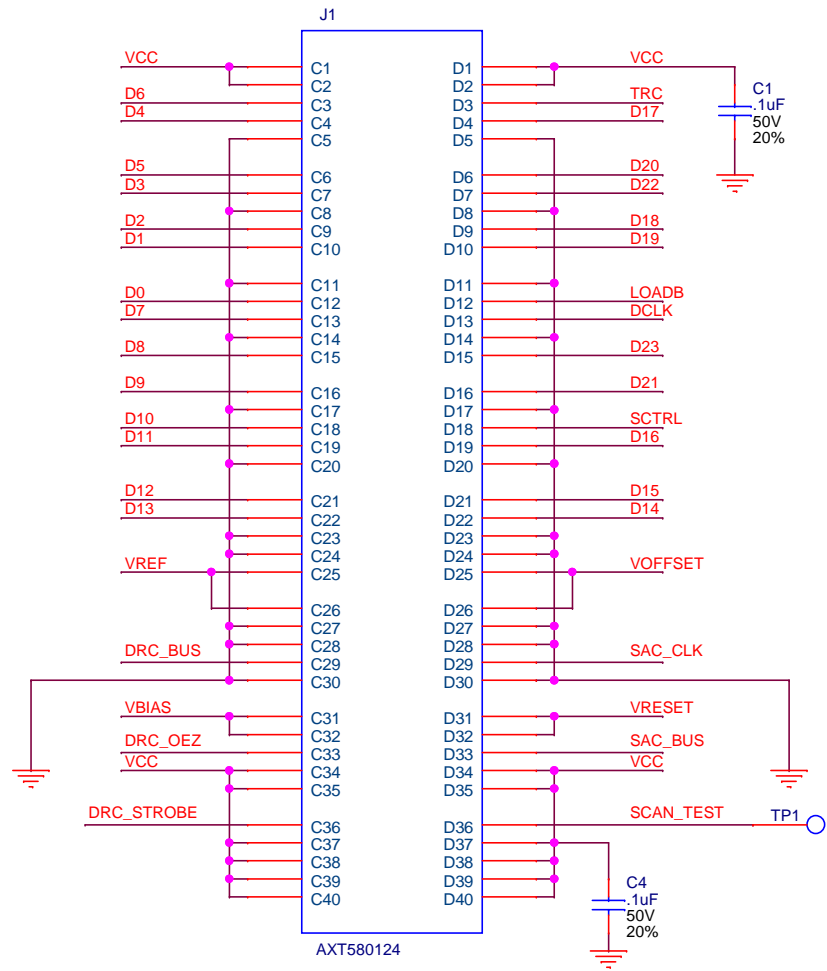 J1
VCC C1 D1 VCC
C2 D2
D6 C3 D3 TRC
D4 C4 D4 D17
C5 D5
D5 C6 D6 D20
D3 C7 D7 D22
C8 D8
D2 C9 D9 D18
D1 C10 D10 D19
C11 D11
D0 C12 D12 LOADB
D7 C13 D13 DCLK
C14 D14
D8 C15 D15 D23
D9 C16 D16 D21
C17 D17
D10 C18 D18 SCTRL
D11 C19 D19 D16
C20 D20
D12 C21 D21 D15
D13 C22 D22 D14
C23 D23
C24 D24
VREF C25 D25 VOFFSET
C26 D26
C27 D27
C28 D28
DRC_BUS C29 D29 SAC_CLK
C30 D30
VBIAS C31 D31 VRESET
C32 D32
DRC_OEZ C33 D33 SAC_BUS
VCC C34 D34 VCC
C35 D35
DRC_STROBE C36 D36 SCAN_TEST TP1
C37 D37
C38 D38
C39 D39
C40 D40
AXT580124
C1
.1uF
50V
20%
C4
.1uF
50V
20%